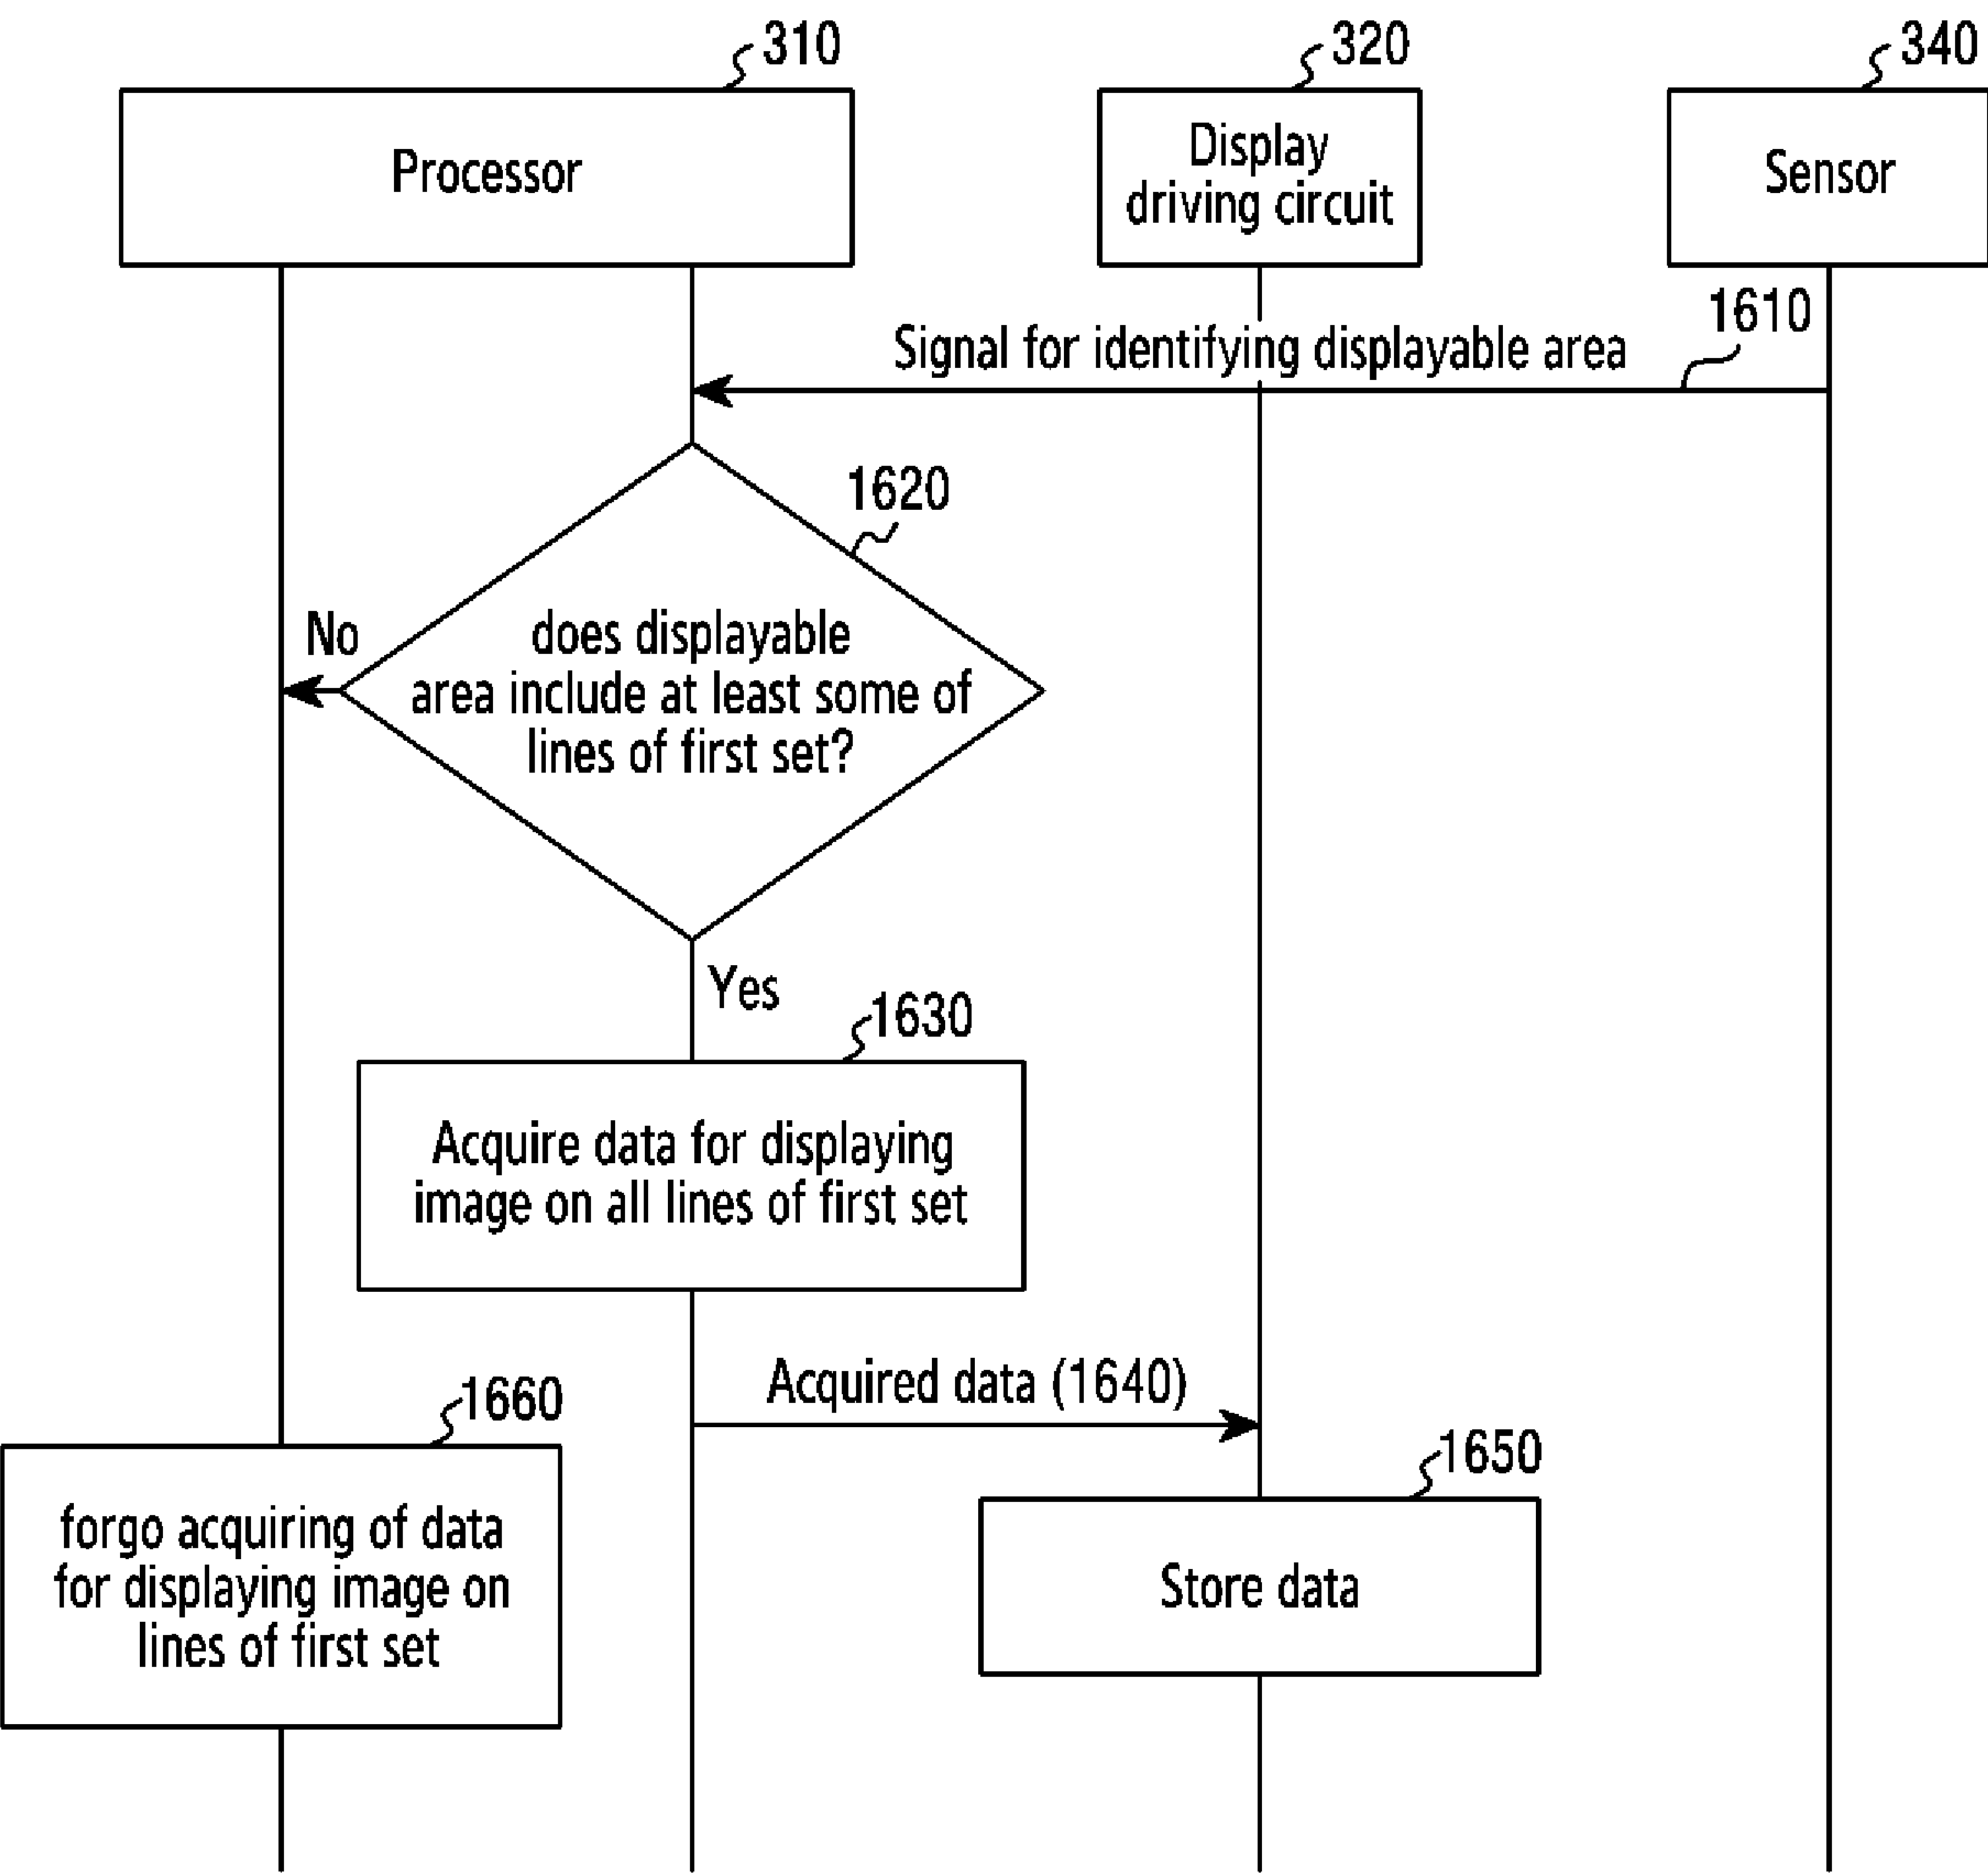 310
320
340
Processor
Display
driving circuit
Sensor
1610
Signal for identifying displayable area
1620
No
does displayable
area include at least some of
lines of first set?
Yes
1630
Acquire data for displaying
image on all lines of first set
Acquired data (1640)
1660
1650
forgo acquiring of data
for displaying image on
lines of first set
Store data